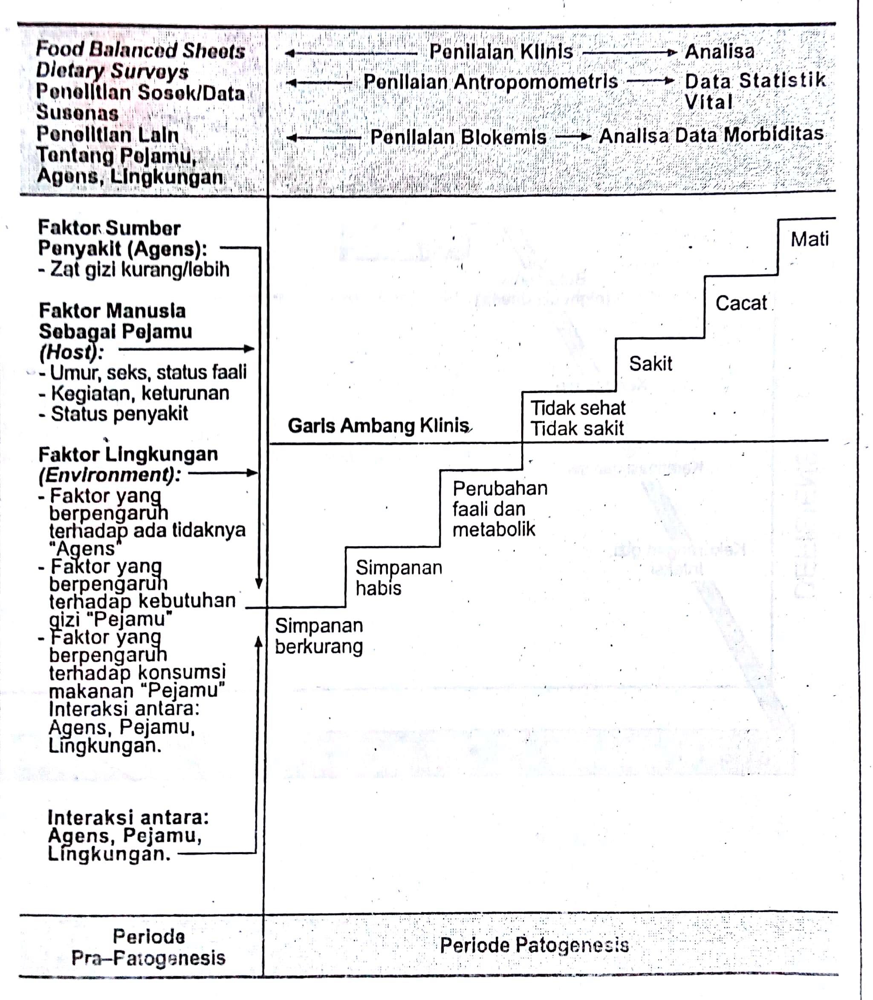 Food Balanced Sheets
Dietary Surveys
Penelitian Sosek/Data
Susenas
Penelitian Lain
Tentang Pejamu,
Agens, Lingkungan
Penilaian Klinis
Analisa
Penilaian Antropomometris
Data Statistik
Vital
Penilaian Biokemis
Analisa Data Morbiditas
Faktor Sumber
Penyakit (Agens):
- Zat gizi kurang/lebih
Faktor Manusia
Sebagai Pejamu
(Host):
- Umur, seks, status faali
- Kegiatan, keturunan
- Status penyakit
Faktor Lingkungan
(Environment):
- Faktor yang
berpengaruh
terhadap ada tidaknya
"Agens"
- Faktor yang
berpengaruh
terhadap kebutuhan
gizi "Pejamu"
- Faktor yang
berpengaruh
terhadap konsumsi
makanan "Pejamu"
Interaksi antara:
Agens, Pejamu,
Lingkungan.
Interaksi antara:
Agens, Pejamu,
Lingkungan.
Mati
Cacat
Sakit
Tidak sehat
Tidak sakit
Garis Ambang Klinis
Perubahan
faali dan
metabolik
Simpanan
habis
Simpanan
berkurang
Periode
Pra-Patogenesis
Periode Patogenesis